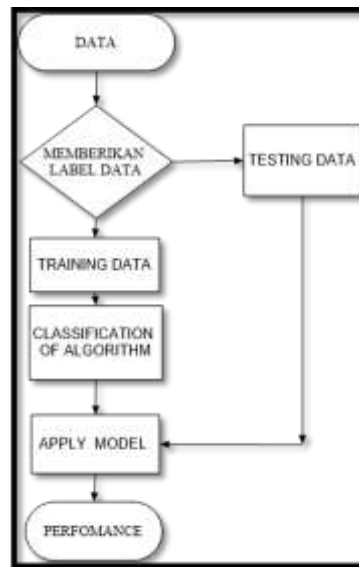 DATA
MEMBERIKAN
LABEL DATA
TESTING DATA
TRAINING DATA
CLASSIFICATION
OF ALGORITHM
APPLY MODEL
PERFOMANCE